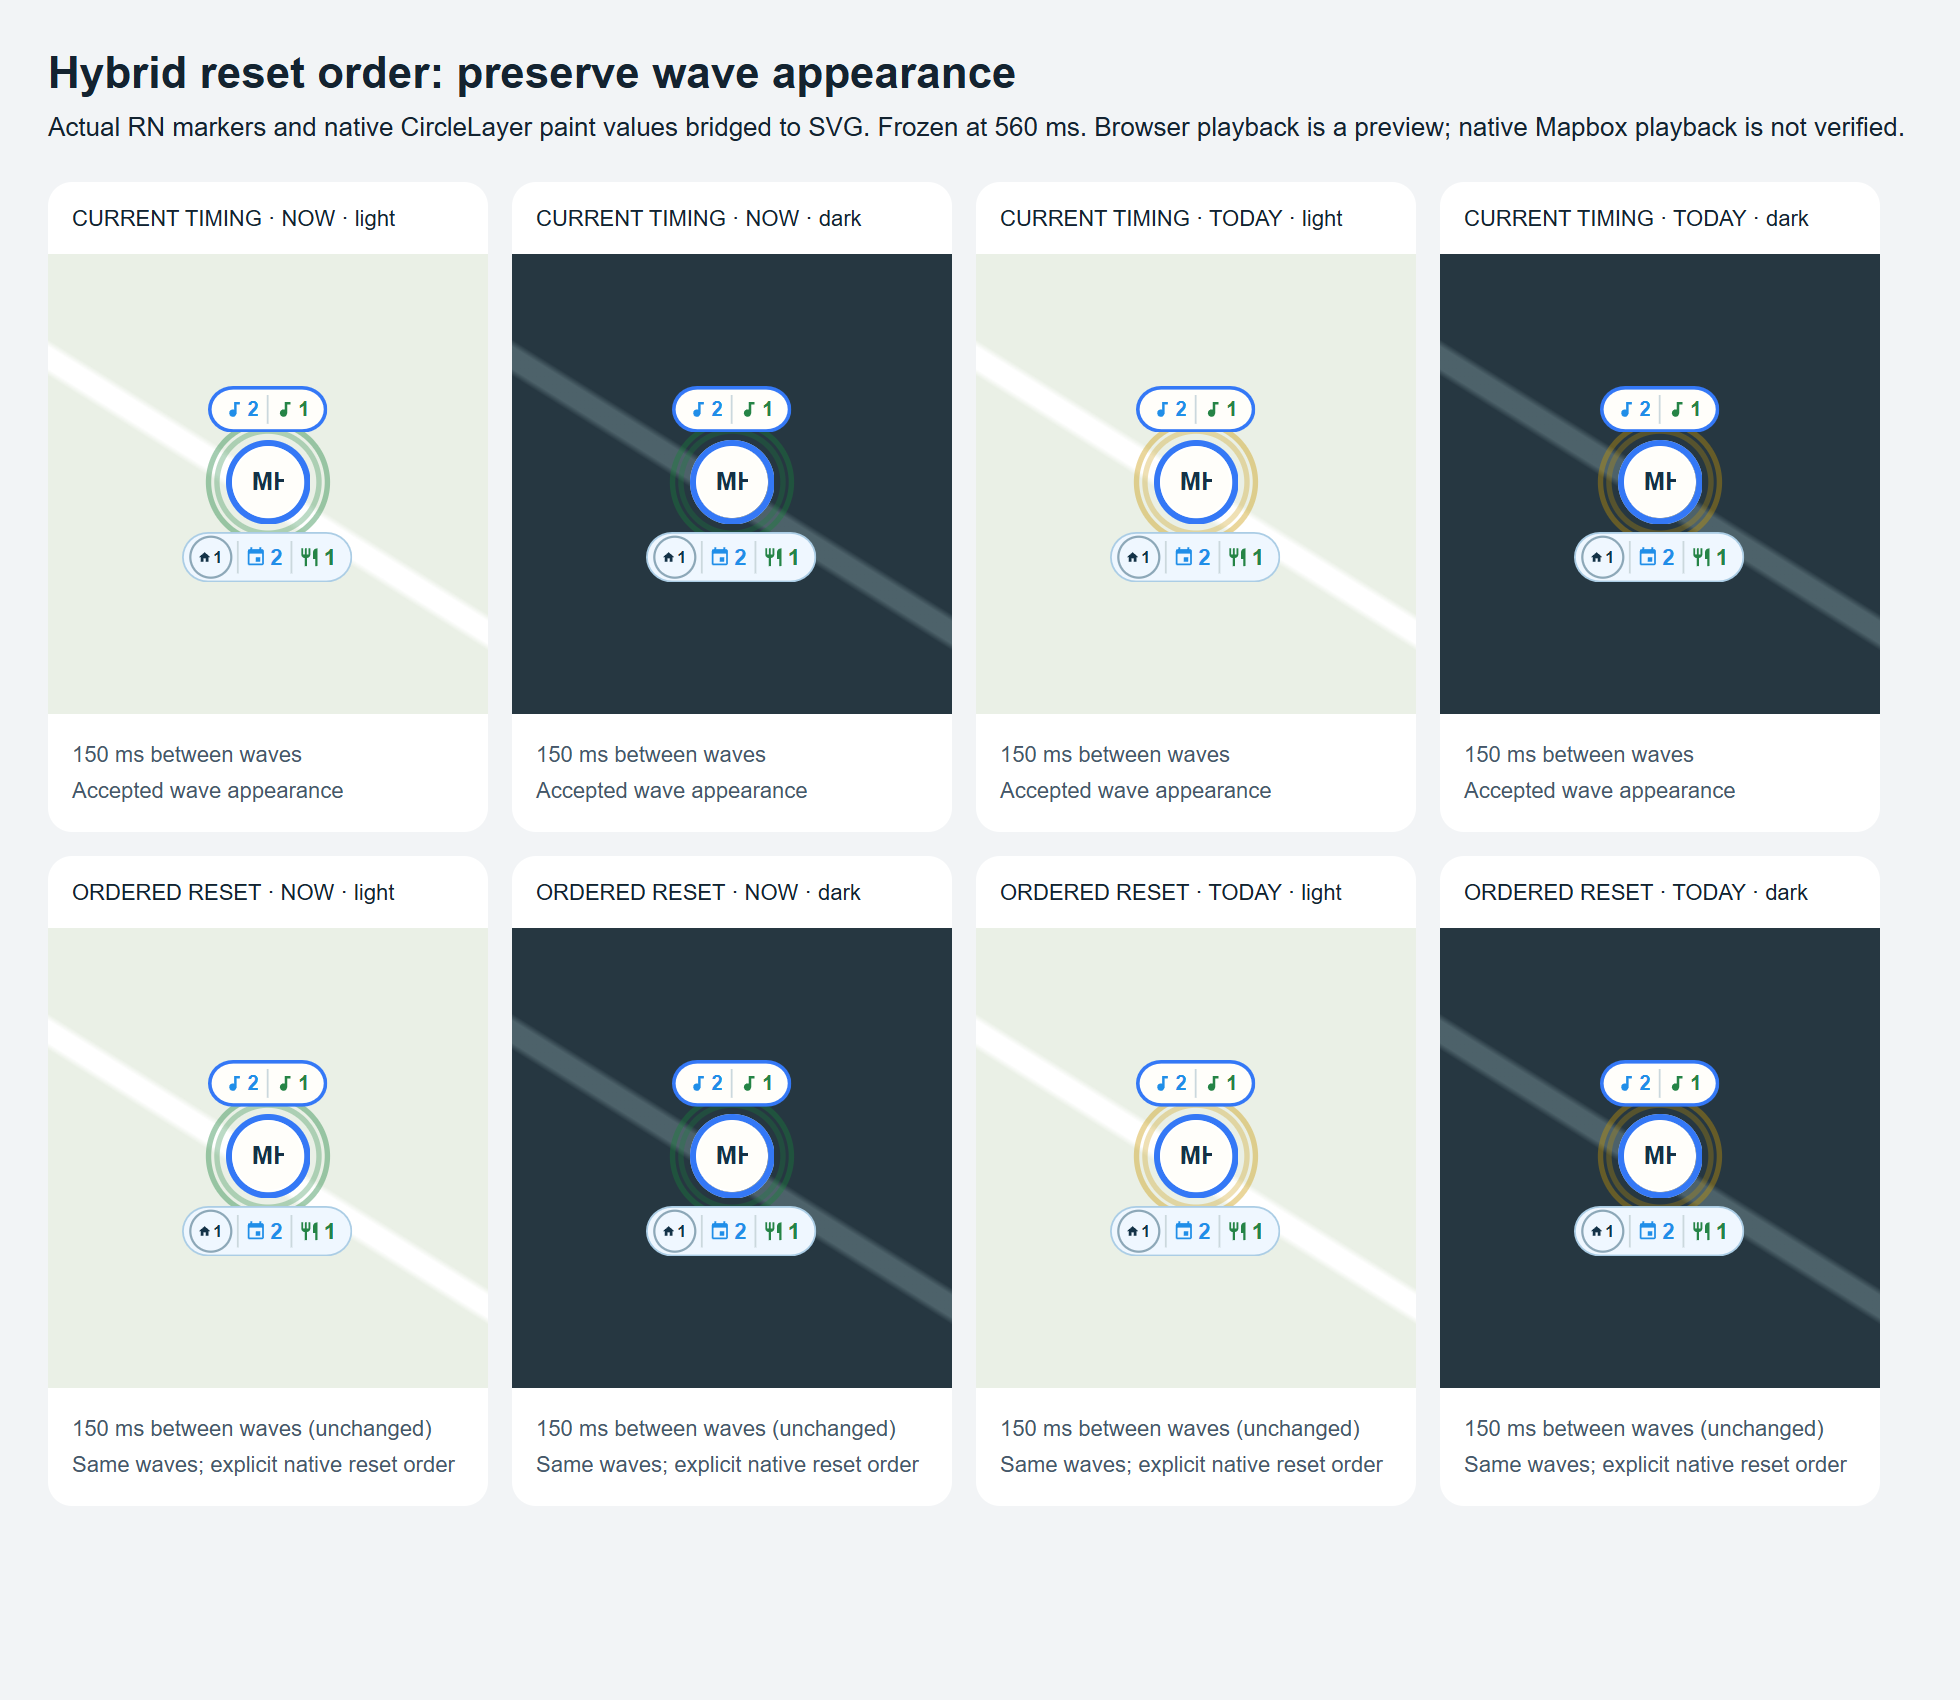 Hybrid reset order: preserve wave appearance
Actual RN markers and native CircleLayer paint values bridged to SVG. Frozen at 560 ms. Browser playback is a preview; native Mapbox playback is not verified.
CURRENT TIMING · NOW · light
2 1
MH
1 2 1
150 ms between waves
Accepted wave appearance
CURRENT TIMING · NOW · dark
2 1
MH
1 2 1
150 ms between waves
Accepted wave appearance
CURRENT TIMING · TODAY · light
2 1
MH
1 2 1
150 ms between waves
Accepted wave appearance
CURRENT TIMING · TODAY · dark
2 1
MH
1 2 1
150 ms between waves
Accepted wave appearance
ORDERED RESET · NOW · light
2 1
MH
1 2 1
150 ms between waves (unchanged)
Same waves; explicit native reset order
ORDERED RESET · NOW · dark
2 1
MH
1 2 1
150 ms between waves (unchanged)
Same waves; explicit native reset order
ORDERED RESET · TODAY · light
2 1
MH
1 2 1
150 ms between waves (unchanged)
Same waves; explicit native reset order
ORDERED RESET · TODAY · dark
2 1
MH
1 2 1
150 ms between waves (unchanged)
Same waves; explicit native reset order